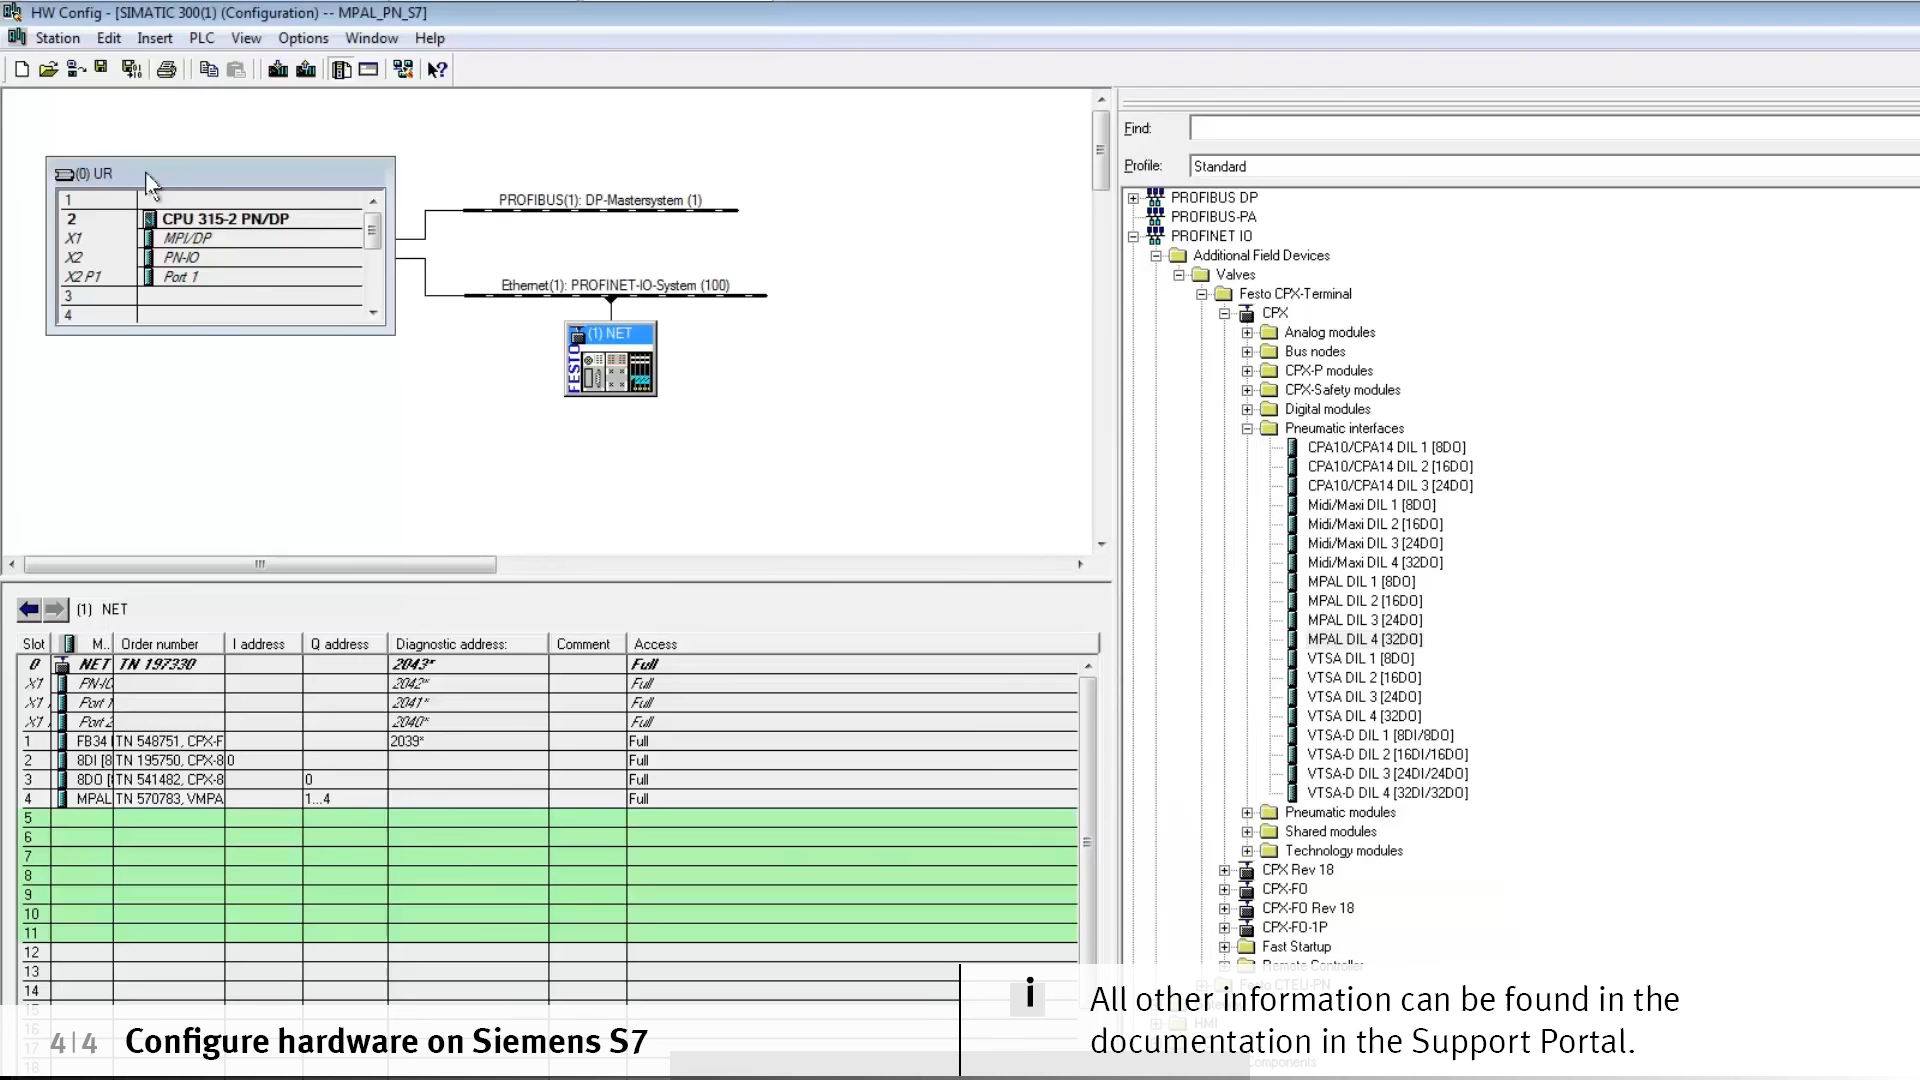 HW Config - [SIMATIC 300(1) (Configuration) -- MPAL_PN_S7]
Station Edit Insert PLC View Options Window Help
(0) UR
1
2 CPU 315-2 PN/DP
X1 MPI/DP
X2 PN-IO
X2 P1 Port 1
3
4
PROFIBUS(1): DP-Mastersystem (1)
Ethernet(1): PROFINET-IO-System (100)
(1) NET
FESTO
Find:
Profile: Standard
PROFIBUS DP
PROFIBUS-PA
PROFINET IO
Additional Field Devices
Valves
Festo CPX-Terminal
CPX
Analog modules
Bus nodes
CPX-P modules
CPX-Safety modules
Digital modules
Pneumatic interfaces
CPA10/CPA14 DIL 1 [8DO]
CPA10/CPA14 DIL 2 [16DO]
CPA10/CPA14 DIL 3 [24DO]
Midi/Maxi DIL 1 [8DO]
Midi/Maxi DIL 2 [16DO]
Midi/Maxi DIL 3 [24DO]
Midi/Maxi DIL 4 [32DO]
MPAL DIL 1 [8DO]
MPAL DIL 2 [16DO]
MPAL DIL 3 [24DO]
MPAL DIL 4 [32DO]
VTSA DIL 1 [8DO]
VTSA DIL 2 [16DO]
VTSA DIL 3 [24DO]
VTSA DIL 4 [32DO]
VTSA-D DIL 1 [8DI/8DO]
VTSA-D DIL 2 [16DI/16DO]
VTSA-D DIL 3 [24DI/24DO]
VTSA-D DIL 4 [32DI/32DO]
Pneumatic modules
Shared modules
Technology modules
CPX Rev 18
CPX-FO
CPX-FO Rev 18
CPX-FO-1P
Fast Startup
Remote Controller
Festo CTEU-PN
HMI
Components
(1) NET
Slot M.. Order number I address Q address Diagnostic address: Comment Access
0 NET TN 197330 2043* Full
X1 PN-IO 2042* Full
X1 Port 1 2041* Full
X1 Port 2 2040* Full
1 FB34 TN 548751, CPX-F 2039* Full
2 8DI [8 TN 195750, CPX-8 0 Full
3 8DO [ TN 541482, CPX-8 0 Full
4 MPAL TN 570783, VMPA 1...4 Full
5
6
7
8
9
10
11
12
13
14
15
16
17
18
4|4 Configure hardware on Siemens S7
i All other information can be found in the
documentation in the Support Portal.